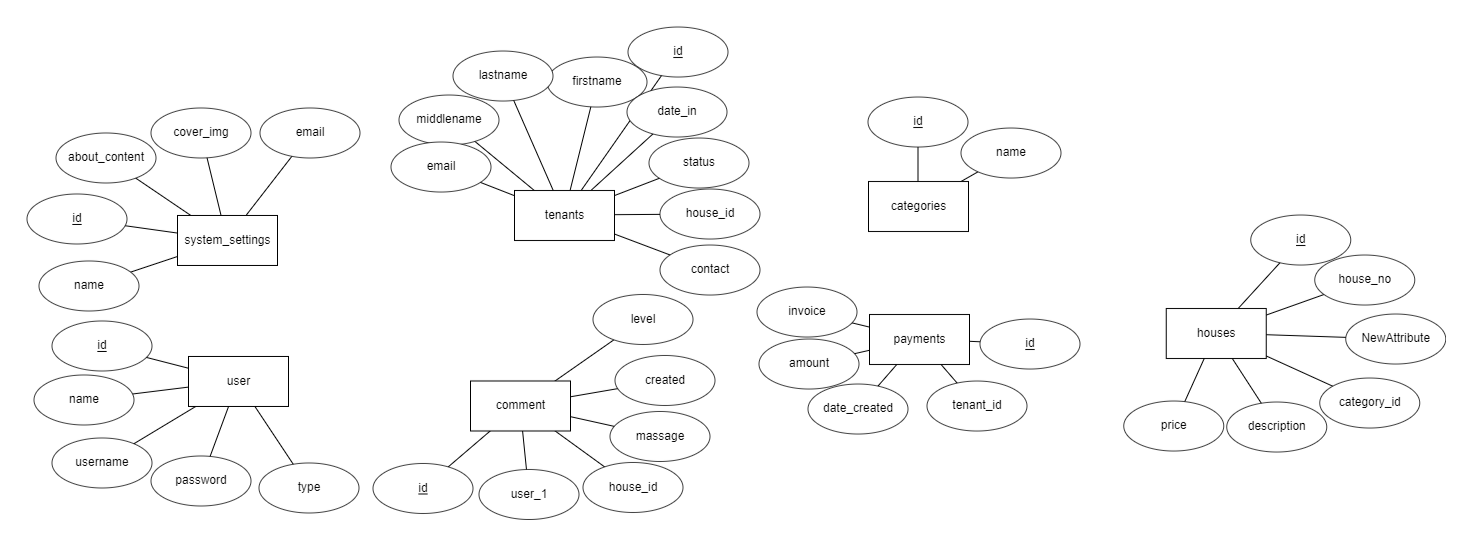 about_content
cover_img
email
id
name
system_settings
lastname
firstname
id
middlename
date_in
email
status
house_id
contact
tenants
id
name
categories
id
house_no
NewAttribute
category_id
description
price
houses
id
name
username
password
type
user
level
created
massage
house_id
user_1
id
comment
invoice
amount
date_created
tenant_id
id
payments